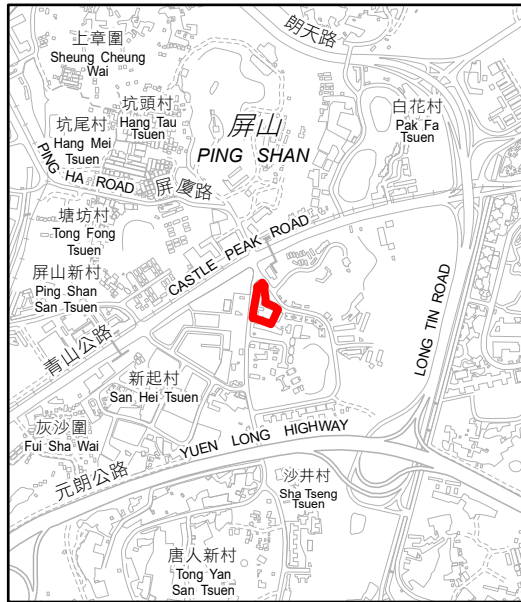 朗天路
上章圍
Sheung Cheung
Wai
坑頭村
Hang Tau
Tsuen
屏山
PING SHAN
白花村
Pak Fa
Tsuen
坑尾村
Hang Mei
Tsuen
PING HA ROAD
屏廈路
塘坊村
Tong Fong
Tsuen
CASTLE PEAK ROAD
屏山新村
Ping Shan
San Tsuen
青山公路
LONG TIN ROAD
新起村
San Hei Tsuen
灰沙圍
Fui Sha Wai
YUEN LONG HIGHWAY
元朗公路
沙井村
Sha Tseng
Tsuen
唐人新村
Tong Yan
San Tsuen